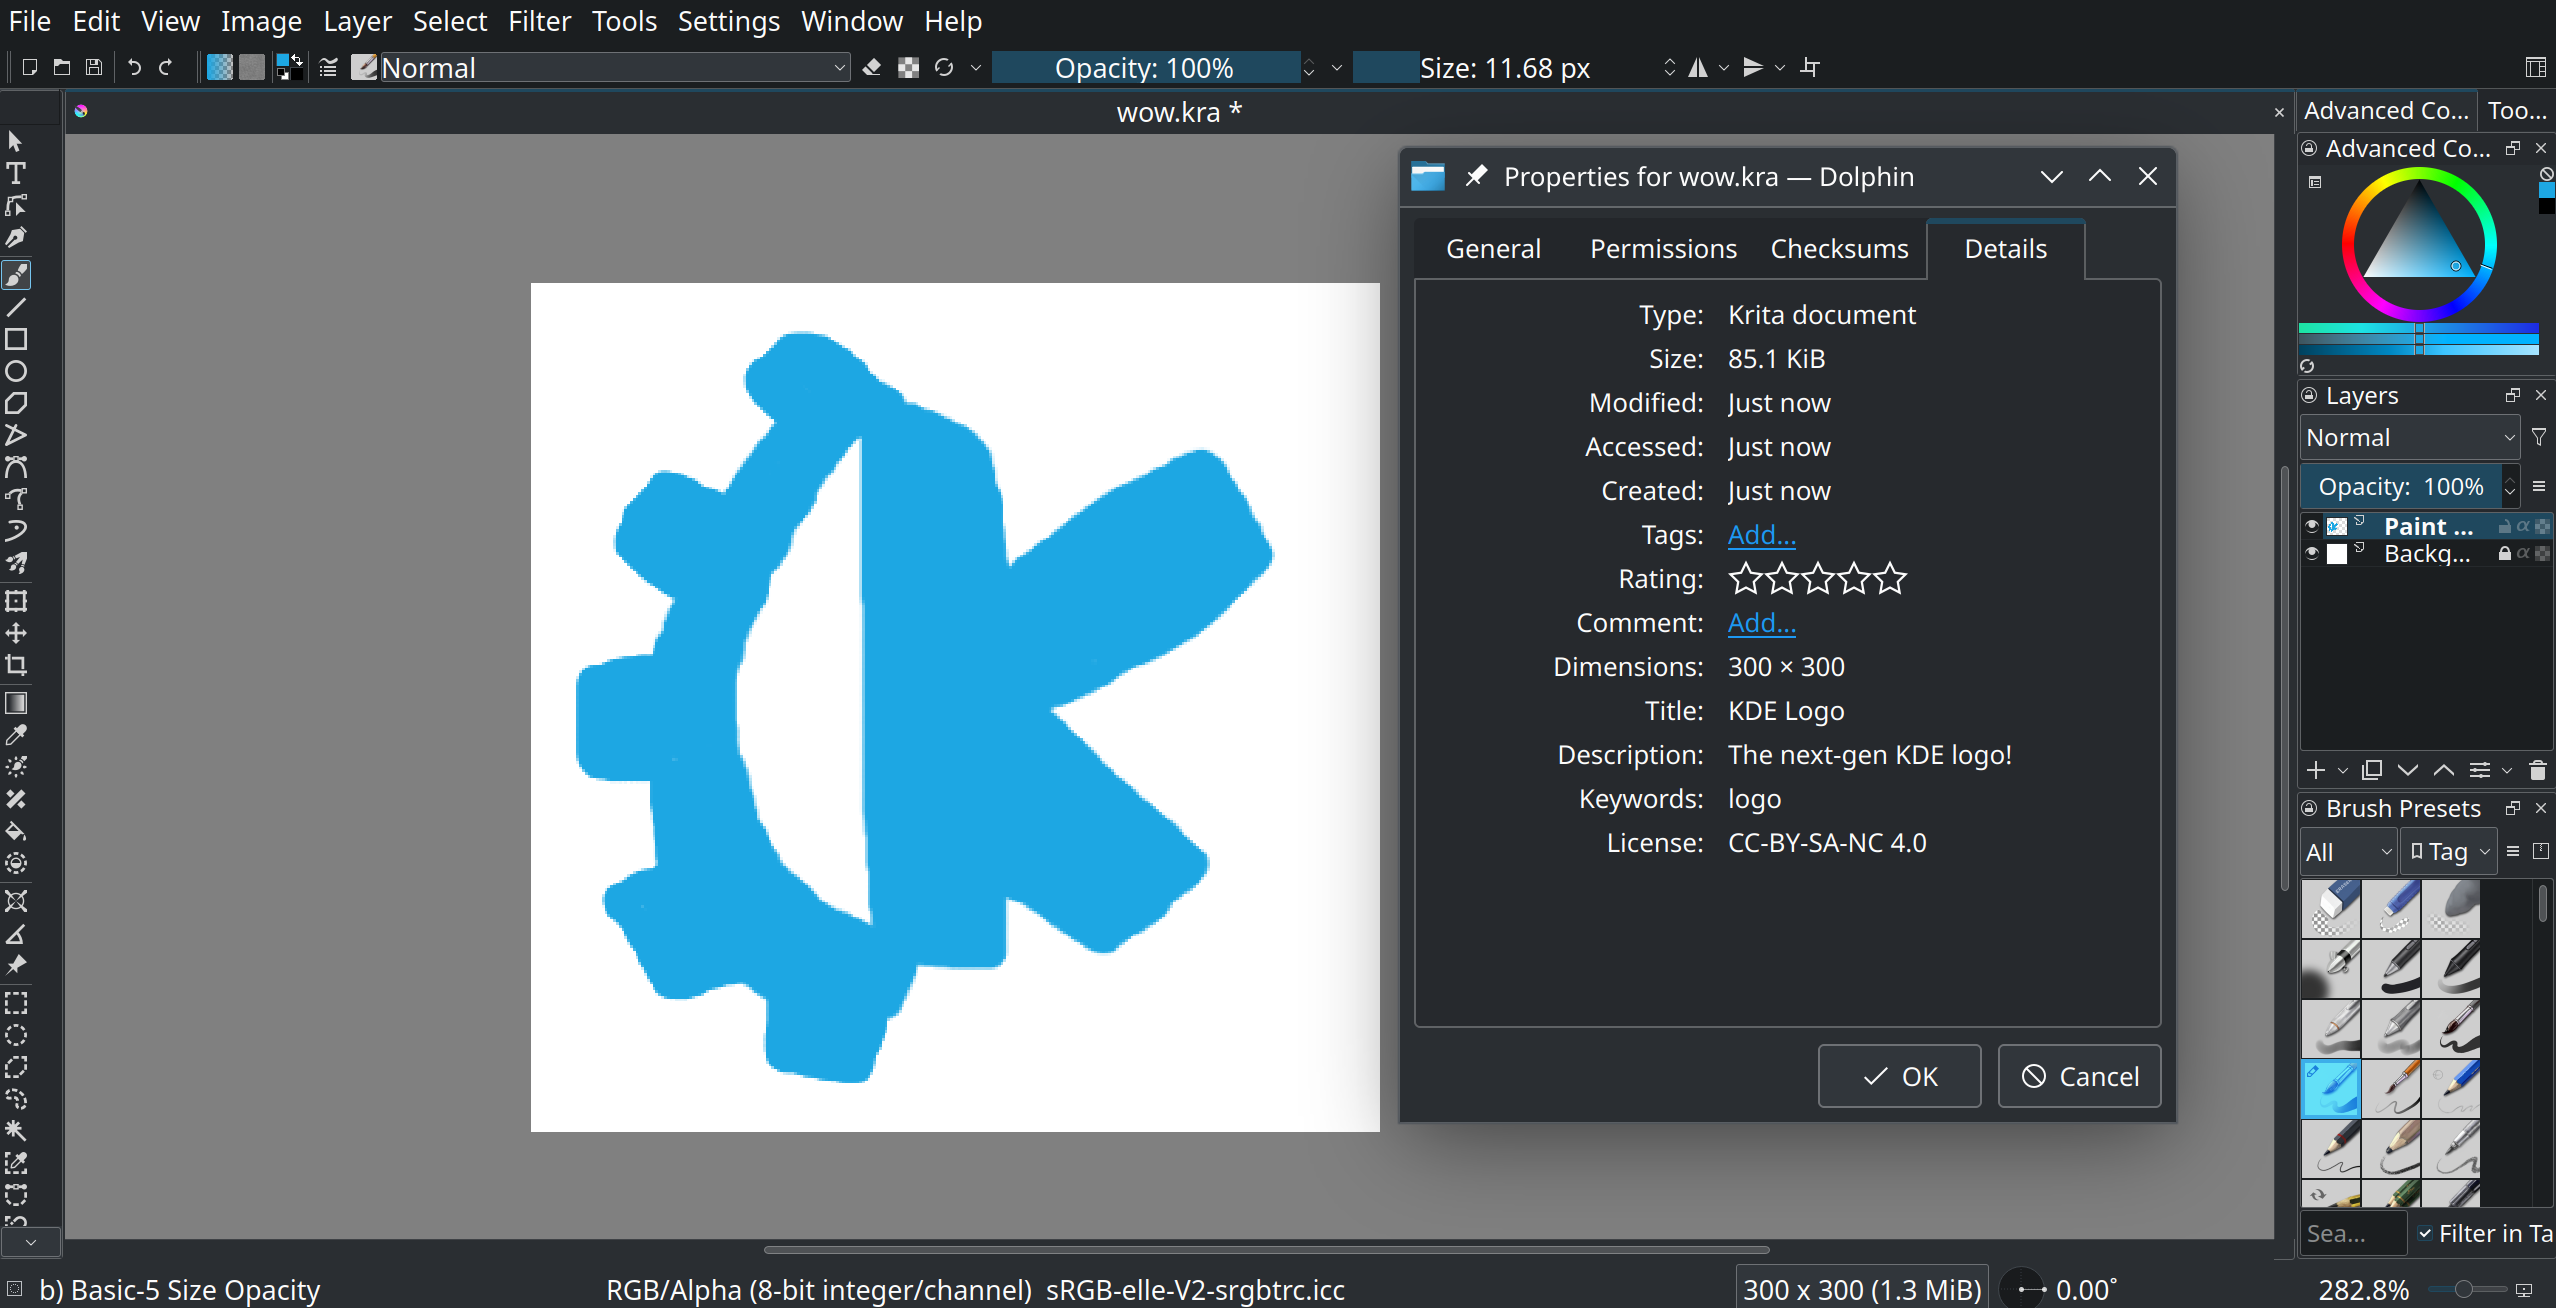 File Edit View Image Layer Select Filter Tools Settings Window Help
Normal
Opacity: 100%
Size: 11.68 px
wow.kra *
Advanced Co... Too...
Advanced Co...
Properties for wow.kra — Dolphin
General Permissions Checksums Details
Type: Krita document
Size: 85.1 KiB
Modified: Just now
Accessed: Just now
Created: Just now
Tags: Add...
Rating:
Comment: Add...
Dimensions: 300 × 300
Title: KDE Logo
Description: The next-gen KDE logo!
Keywords: logo
License: CC-BY-SA-NC 4.0
OK Cancel
Layers
Normal
Opacity: 100%
Paint ...
Backg...
Brush Presets
All Tag
Sea... Filter in Ta
b) Basic-5 Size Opacity
RGB/Alpha (8-bit integer/channel) sRGB-elle-V2-srgbtrc.icc
300 x 300 (1.3 MiB)
0.00°
282.8%